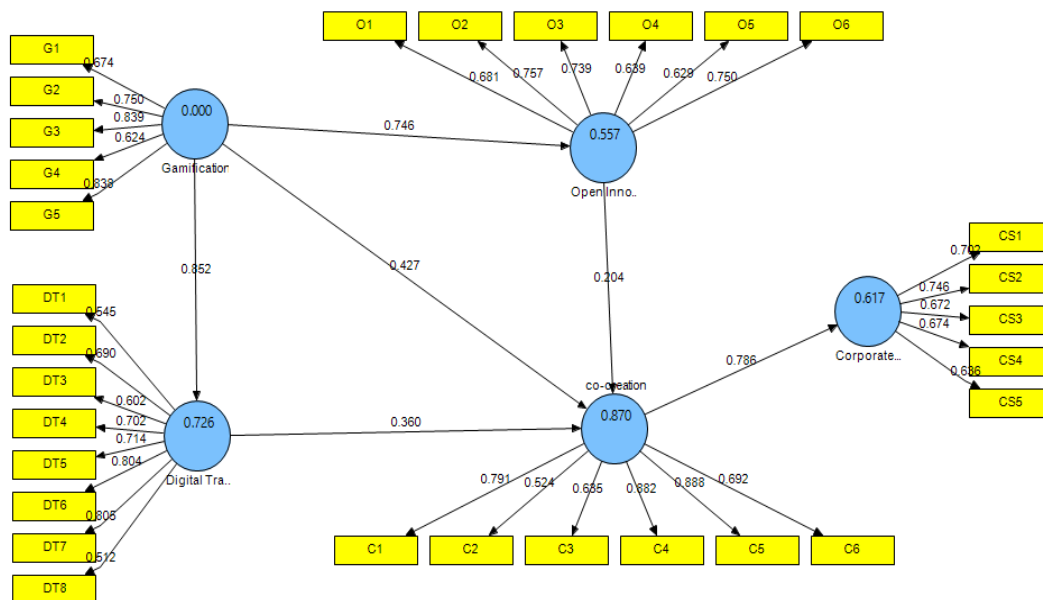 O1
O2
O3
O4
O5
O6
0.681
0.757
0.739
0.639
0.629
0.750
G1
G2
G3
G4
G5
0.674
0.750
0.839
0.624
0.838
0.000
Gamification
0.746
0.557
Open Inno..
0.852
0.427
0.204
CS1
CS2
CS3
CS4
CS5
0.702
0.746
0.672
0.674
0.636
0.617
Corporate...
0.786
DT1
DT2
DT3
DT4
DT5
DT6
DT7
DT8
0.545
0.690
0.602
0.702
0.714
0.804
0.805
0.512
0.726
Digital Tra..
0.360
co-creation
0.870
0.791
0.524
0.635
0.882
0.888
0.692
C1
C2
C3
C4
C5
C6